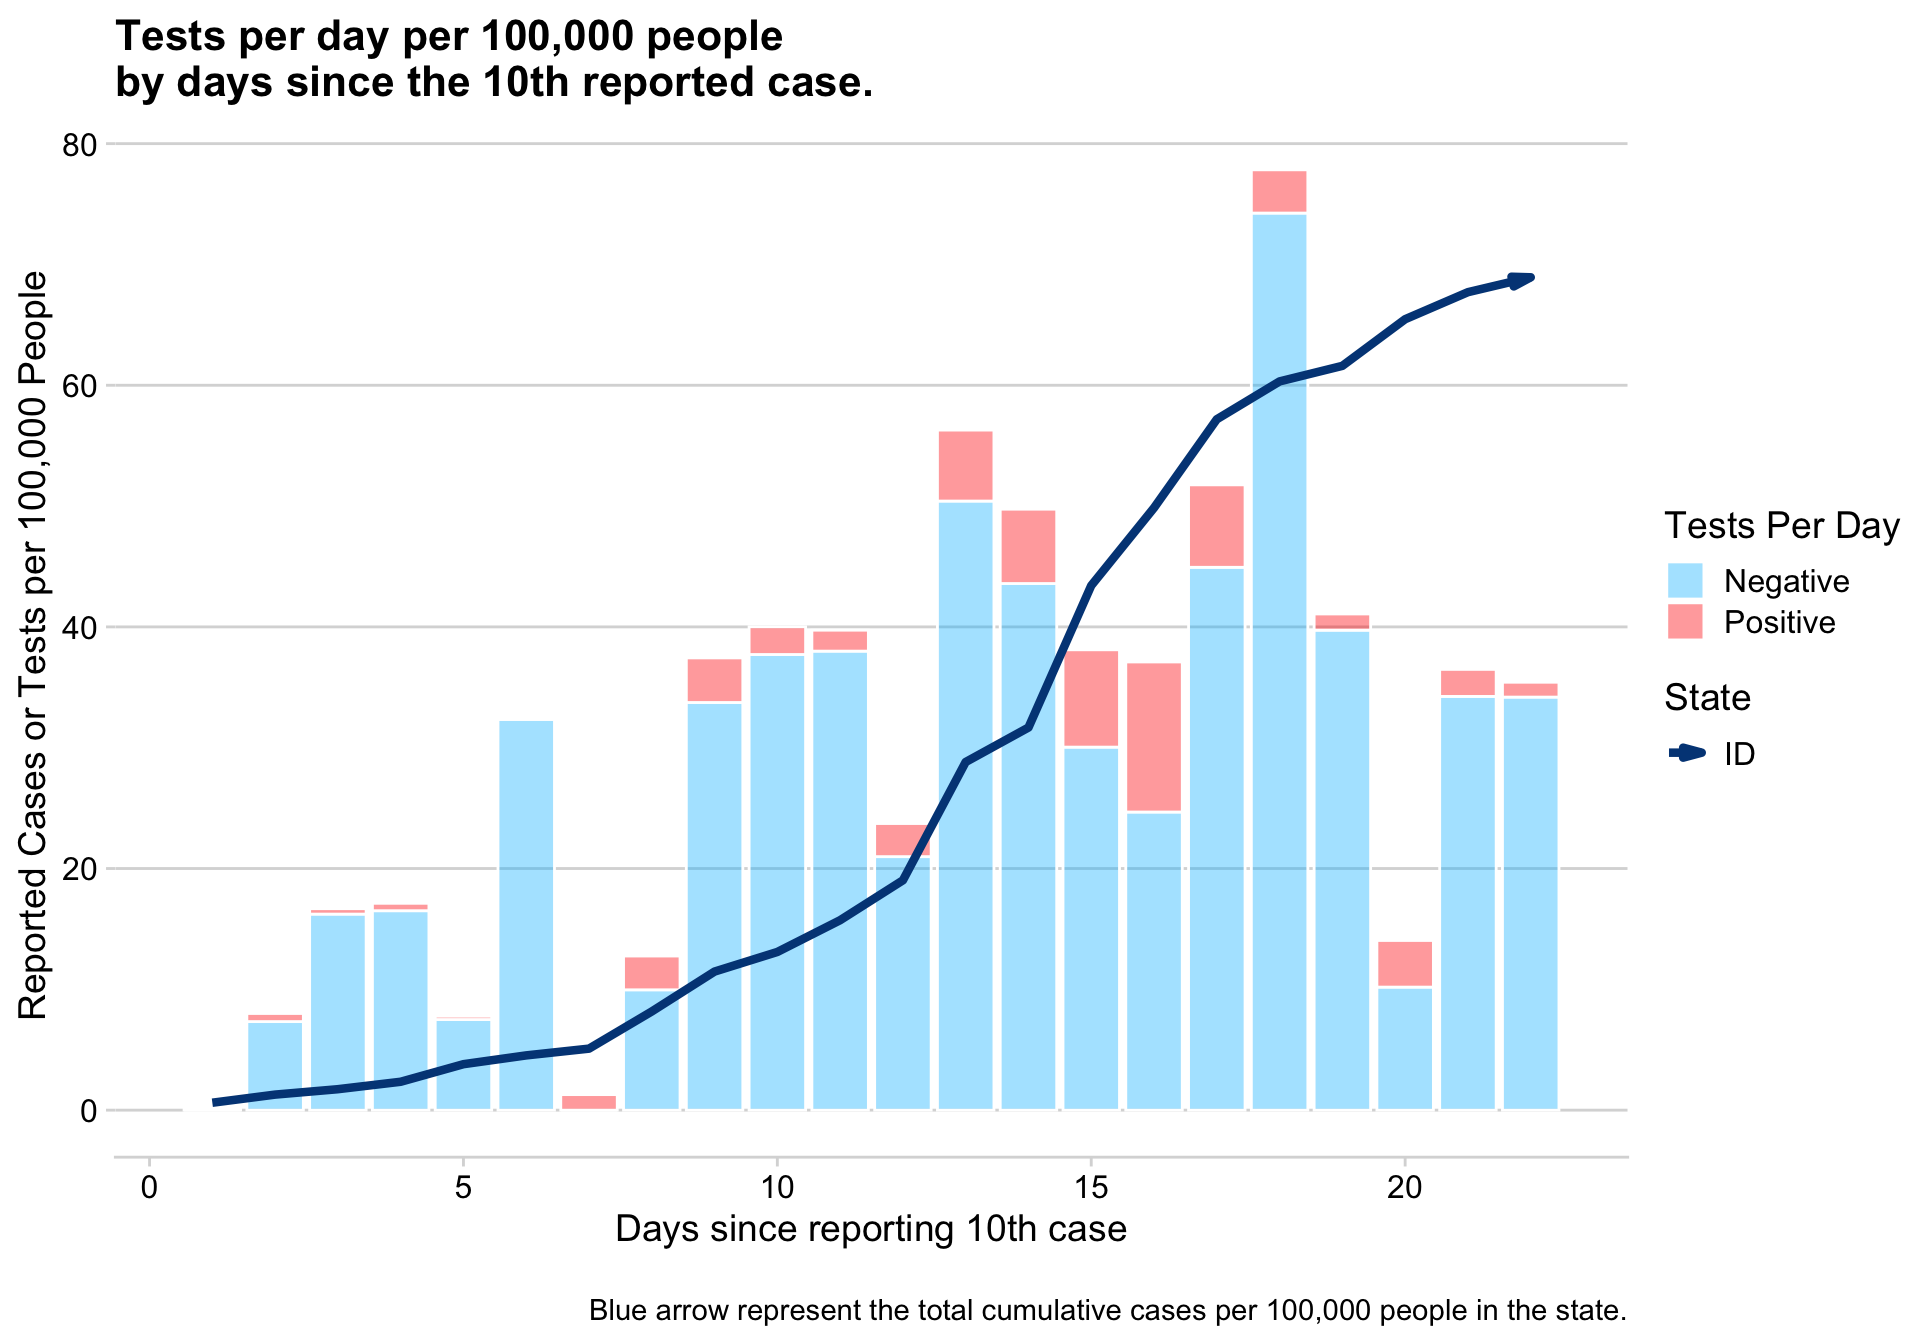 Tests per day per 100,000 people
by days since the 10th reported case.
Reported Cases or Tests per 100,000 People
80
60
40
20
0
0
5
10
15
20
Days since reporting 10th case
Tests Per Day
Negative
Positive
State
ID
Blue arrow represent the total cumulative cases per 100,000 people in the state.